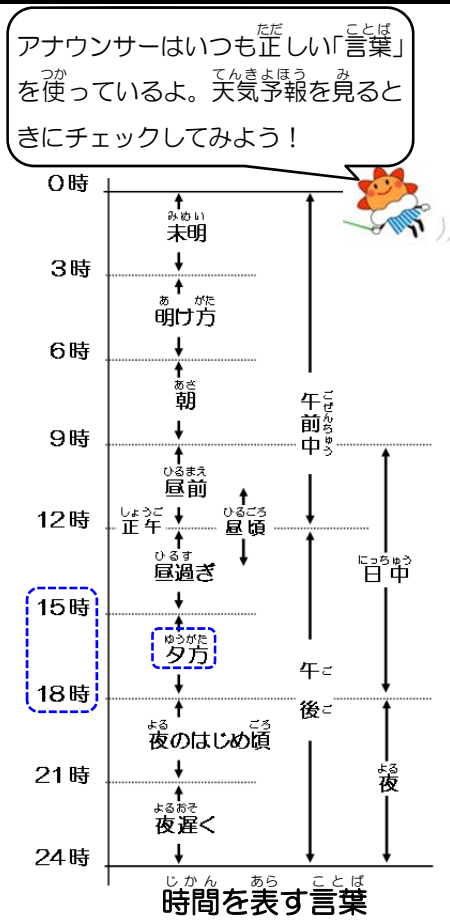 アナウンサーはいつも正しい「言葉」
を使っているよ。天気予報を見ると
きにチェックしてみよう！
0時
未明
3時
明け方
6時
朝
午前中
9時
昼前
12時
正午
昼頃
昼過ぎ
日中
15時
夕方
午後
18時
夜のはじめ頃
21時
夜
夜遅く
24時
時間を表す言葉